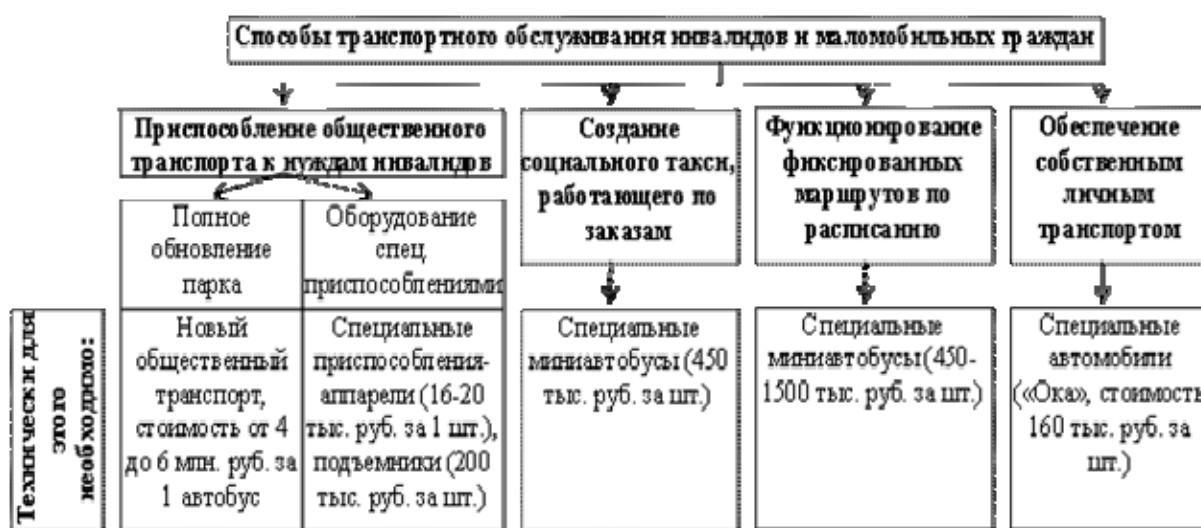 Способы транспортного обслуживания инвалидов и маломобильных граждан
Приспособление общественного
транспорта к нуждам инвалидов
Создание
социального такси,
работающего по
заказам
Функционирование
фиксированных
маршрутов по
расписанию
Обеспечение
собственным
личным
транспортом
Полное
обновление
парка
Оборудование
спец.
приспособлениями
Технически для
этого
необходимо:
Новый
общественный
транспорт,
стоимость от 4
до 6 млн. руб. за
1 автобус
Специальные
приспособления-
аппарели (16-20
тыс. руб. за 1 шт.),
подъемники (200
тыс. руб. за шт.)
Специальные
миниавтобусы (450
тыс. руб. за шт.)
Специальные
миниавтобусы (450-
1500 тыс. руб. за шт.)
Специальные
автомобили
(«Ока», стоимость
160 тыс. руб. за
шт.)